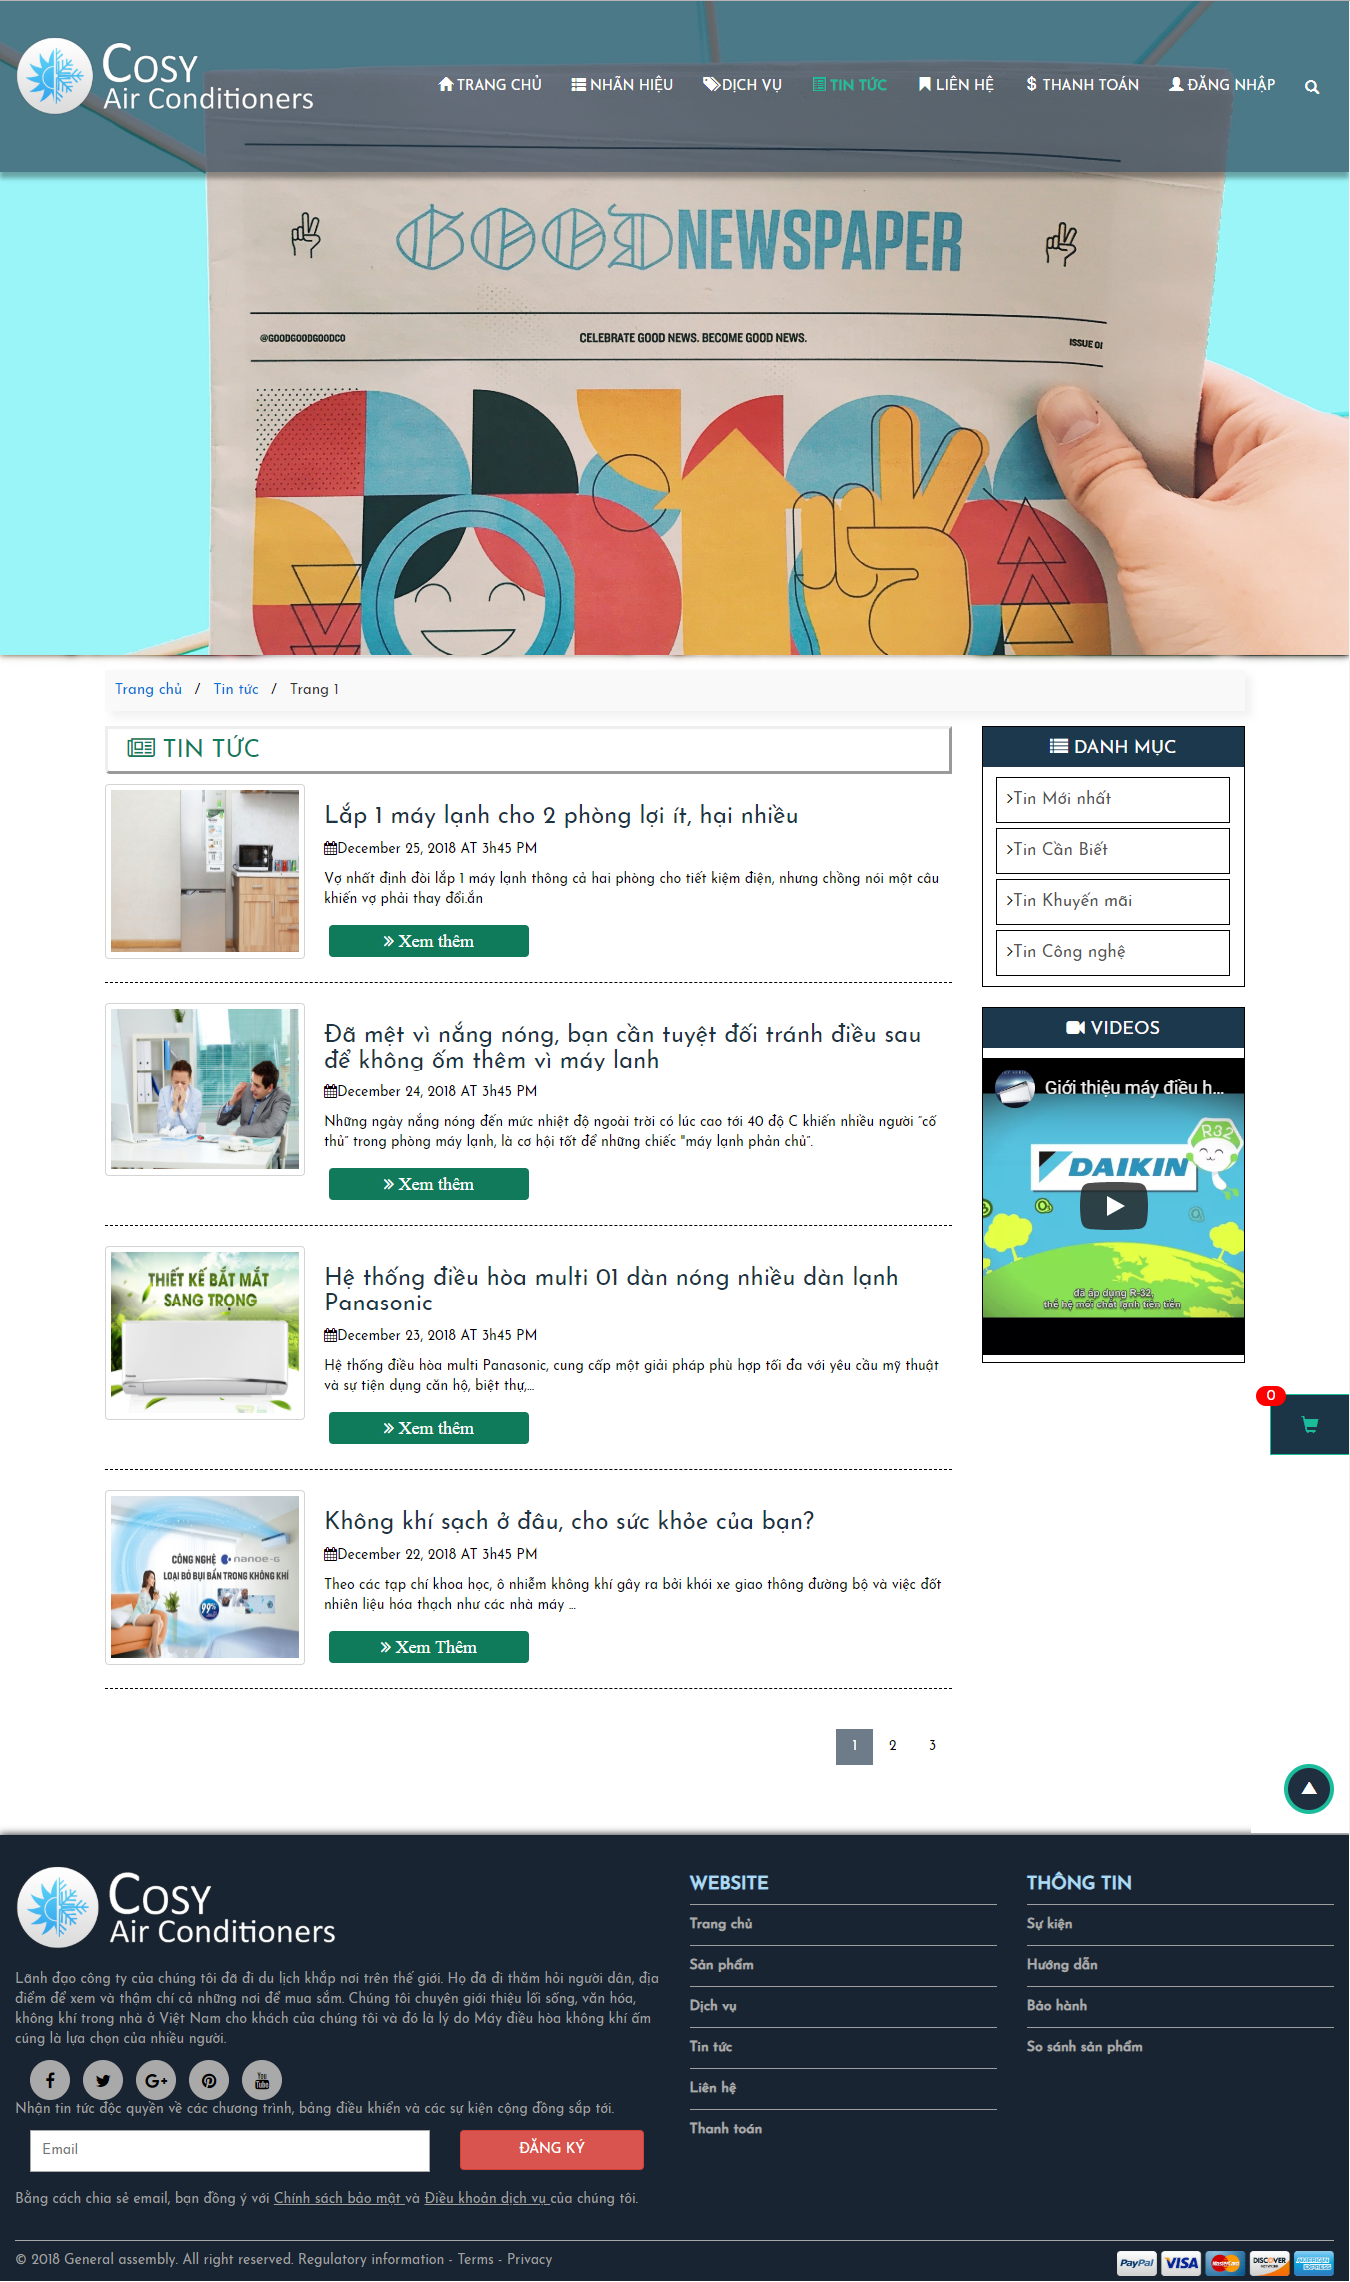 COSY
Air Conditioners
TRANG CHỦ
NHÃN HIỆU
DỊCH VỤ
TIN TỨC
LIÊN HỆ
THANH TOÁN
ĐĂNG NHẬP
GOOD NEWSPAPER
@GOODGOODGOODCO
CELEBRATE GOOD NEWS. BECOME GOOD NEWS.
ISSUE 01
Trang chủ / Tin tức / Trang 1
TIN TỨC
Lắp 1 máy lạnh cho 2 phòng lợi ít, hại nhiều
December 25, 2018 AT 3h45 PM
Vợ nhất định đòi lắp 1 máy lạnh thông cả hai phòng cho tiết kiệm điện, nhưng chồng nói một câu
khiến vợ phải thay đổi.ắn
» Xem thêm
Đã mệt vì nắng nóng, bạn cần tuyệt đối tránh điều sau
để không ốm thêm vì máy lạnh
December 24, 2018 AT 3h45 PM
Những ngày nắng nóng đến mức nhiệt độ ngoài trời có lúc cao tới 40 độ C khiến nhiều người “cố
thủ” trong phòng máy lạnh, là cơ hội tốt để những chiếc "máy lạnh phản chủ”.
» Xem thêm
THIẾT KẾ BẮT MẮT
SANG TRỌNG
Hệ thống điều hòa multi 01 dàn nóng nhiều dàn lạnh
Panasonic
December 23, 2018 AT 3h45 PM
Hệ thống điều hòa multi Panasonic, cung cấp một giải pháp phù hợp tối đa với yêu cầu mỹ thuật
và sự tiện dụng căn hộ, biệt thự,...
» Xem thêm
CÔNG NGHỆ nanoe-G
LOẠI BỎ BỤI BẨN TRONG KHÔNG KHÍ
99%
Không khí sạch ở đâu, cho sức khỏe của bạn?
December 22, 2018 AT 3h45 PM
Theo các tạp chí khoa học, ô nhiễm không khí gây ra bởi khói xe giao thông đường bộ và việc đốt
nhiên liệu hóa thạch như các nhà máy ...
» Xem Thêm
1 2 3
DANH MỤC
>Tin Mới nhất
>Tin Cần Biết
>Tin Khuyến mãi
>Tin Công nghệ
VIDEOS
Giới thiệu máy điều h...
R32
DAIKIN
đã áp dụng R-32,
thế hệ môi chất lạnh tiên tiến
0
COSY
Air Conditioners
Lãnh đạo công ty của chúng tôi đã đi du lịch khắp nơi trên thế giới. Họ đã đi thăm hỏi người dân, địa
điểm để xem và thậm chí cả những nơi để mua sắm. Chúng tôi chuyên giới thiệu lối sống, văn hóa,
không khí trong nhà ở Việt Nam cho khách của chúng tôi và đó là lý do Máy điều hòa không khí ấm
cúng là lựa chọn của nhiều người.
Nhận tin tức độc quyền về các chương trình, bảng điều khiển và các sự kiện cộng đồng sắp tới.
Email
ĐĂNG KÝ
Bằng cách chia sẻ email, bạn đồng ý với Chính sách bảo mật và Điều khoản dịch vụ của chúng tôi.
WEBSITE
Trang chủ
Sản phẩm
Dịch vụ
Tin tức
Liên hệ
Thanh toán
THÔNG TIN
Sự kiện
Hướng dẫn
Bảo hành
So sánh sản phẩm
© 2018 General assembly. All right reserved. Regulatory information - Terms - Privacy
PayPal
VISA
MasterCard
DISCOVER
AMERICAN EXPRESS